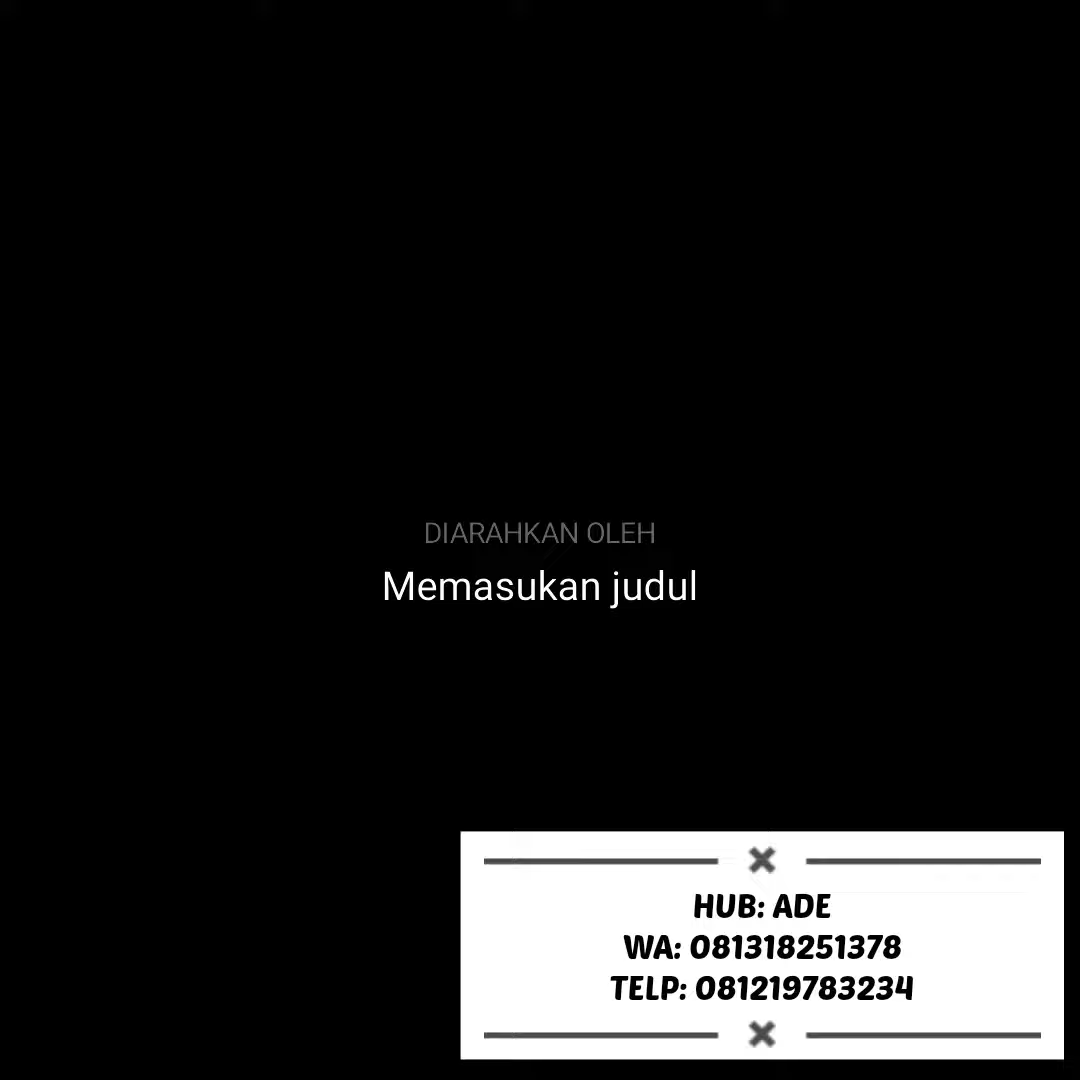 DIARAHKAN OLEH
Memasukan judul
HUB: ADE
WA: 081318251378
TELP: 081219783234